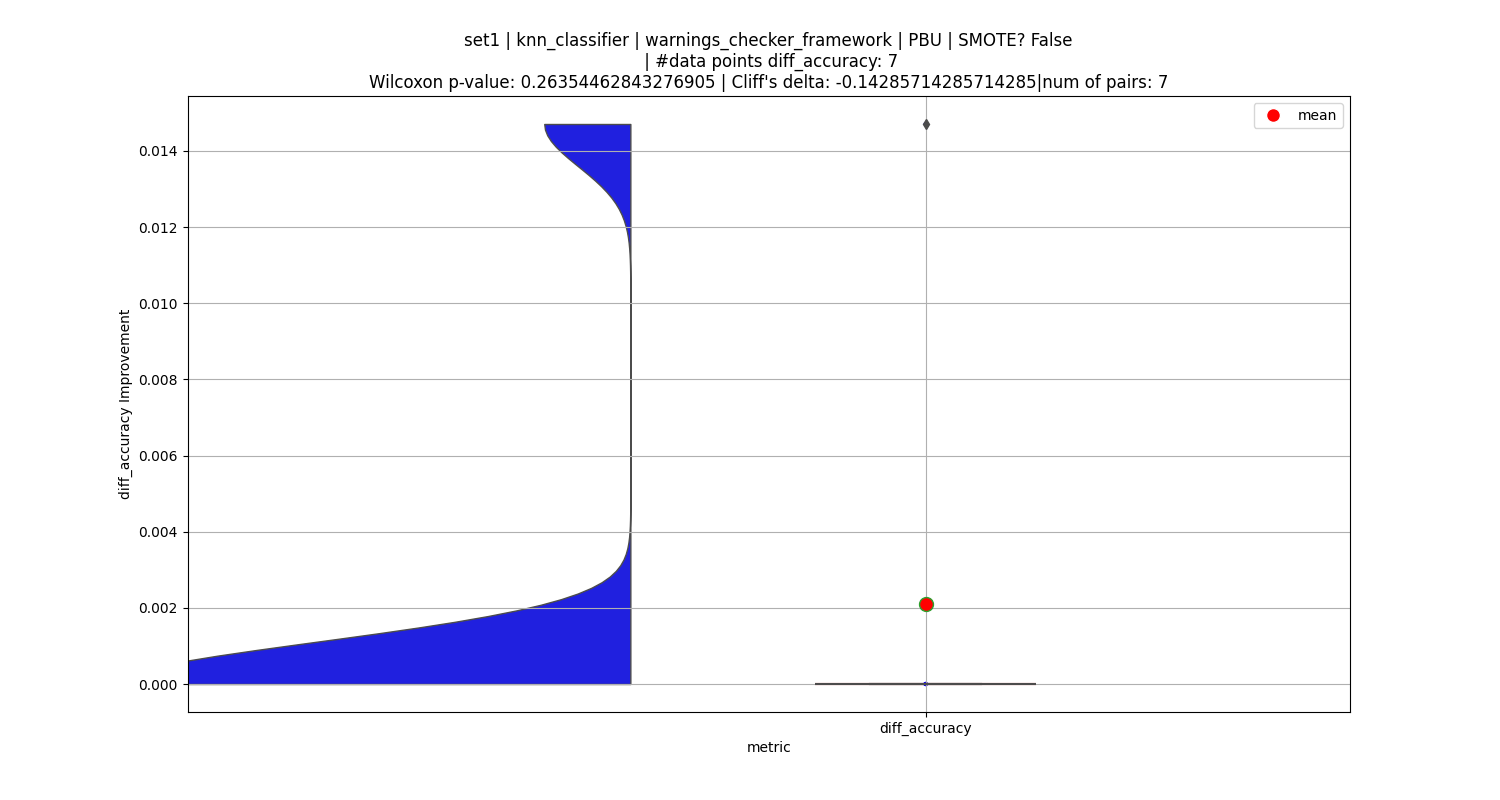 set1 | knn_classifier | warnings_checker_framework | PBU | SMOTE? False
| #data points diff_accuracy: 7
Wilcoxon p-value: 0.26354462843276905 | Cliff's delta: -0.14285714285714285|num of pairs: 7
mean
0.014
0.012
0.010
0.008
0.006
0.004
0.002
0.000
diff_accuracy Improvement
diff_accuracy
metric